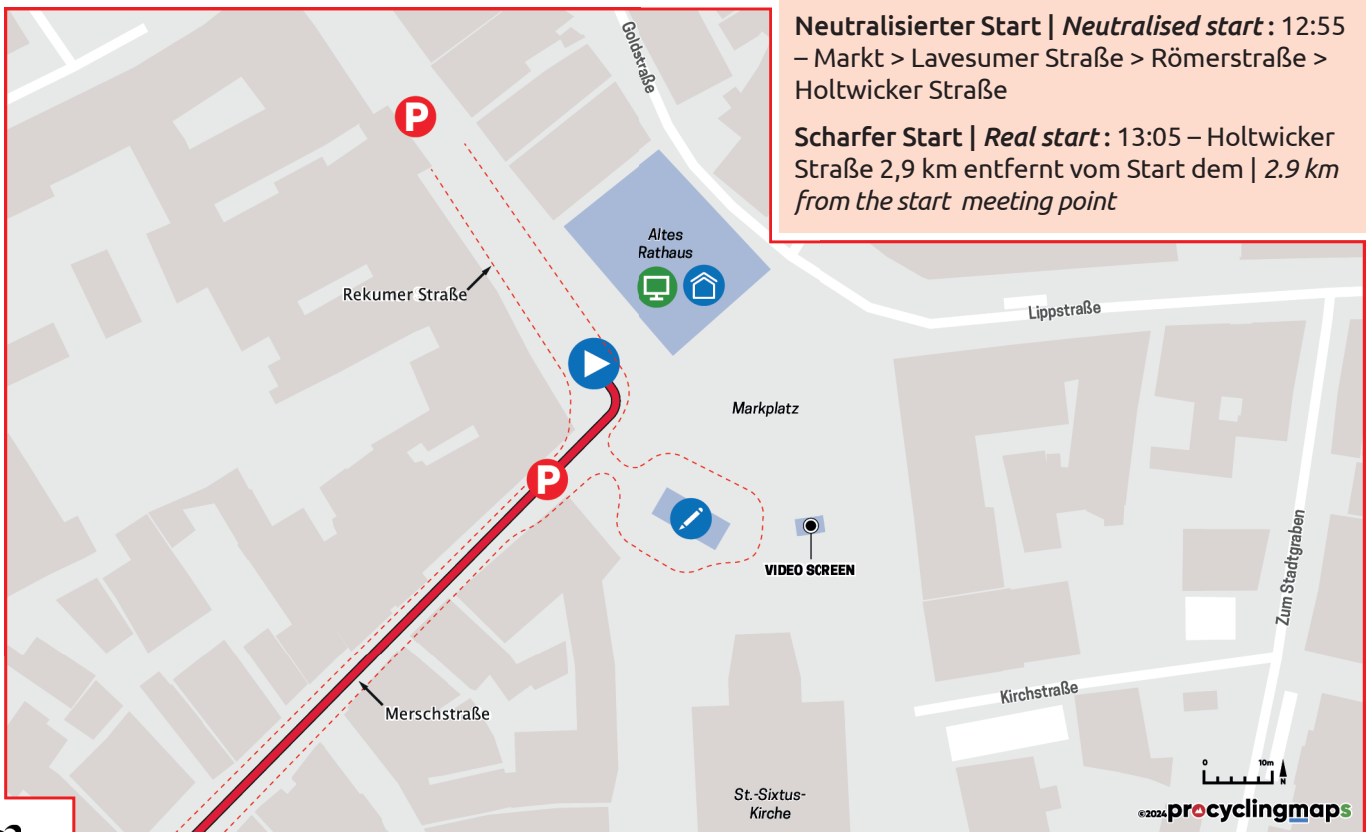 Neutralisierter Start | Neutralised start : 12:55
– Markt > Lavesumer Straße > Römerstraße >
Holtwicker Straße
Scharfer Start | Real start : 13:05 – Holtwicker
Straße 2,9 km entfernt vom Start dem | 2.9 km
from the start meeting point
Goldstraße
P
Altes
Rathaus
Rekumer Straße
Lippstraße
Markplatz
P
VIDEO SCREEN
Zum Stadtgraben
Kirchstraße
Merschstraße
St.-Sixtus-
Kirche
0 10m
N
©2024 procyclingmaps